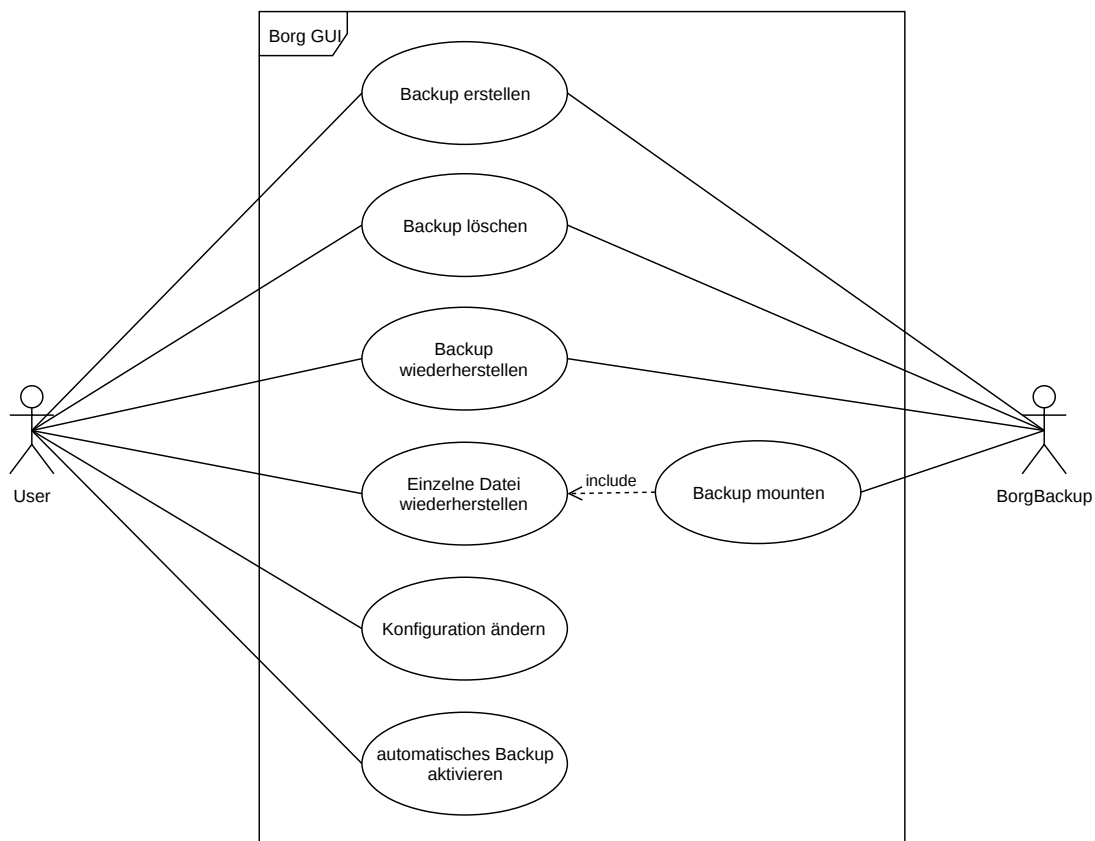 Borg GUI
Backup erstellen
Backup löschen
Backup
wiederherstellen
Einzelne Datei
wiederherstellen
include
Backup mounten
User
BorgBackup
Konfiguration ändern
automatisches Backup
aktivieren